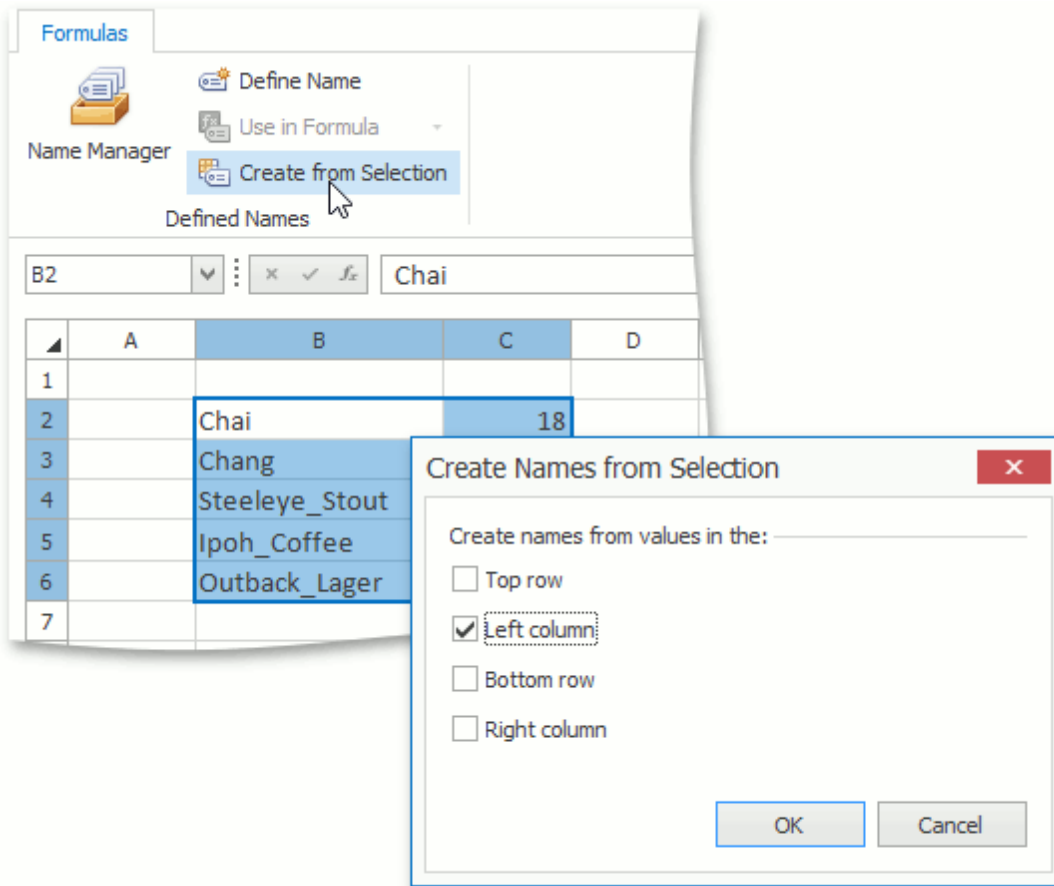 Formulas
Define Name
Use in Formula
Name Manager
Create from Selection
Defined Names
B2 fx Chai
A B C D
1
2 Chai 18
3 Chang
4 Steeleye_Stout
5 Ipoh_Coffee
6 Outback_Lager
7
Create Names from Selection
Create names from values in the:
Top row
Left column
Bottom row
Right column
OK Cancel